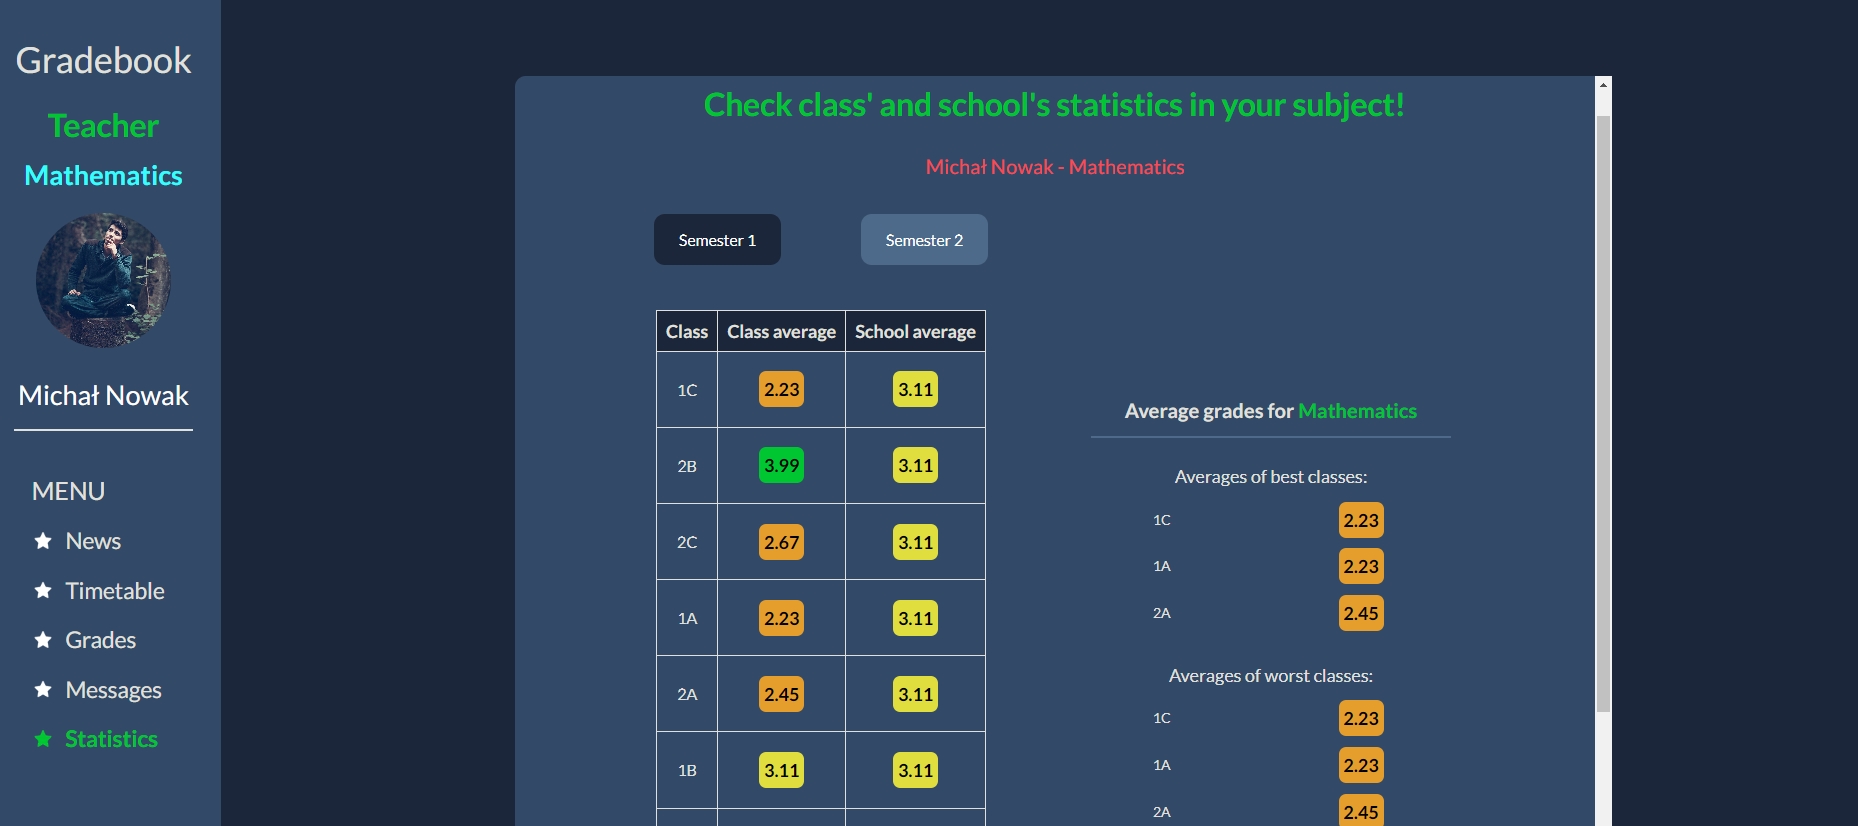 Gradebook
Teacher
Mathematics
Michał Nowak
MENU
News
Timetable
Grades
Messages
Statistics
Check class' and school's statistics in your subject!
Michał Nowak - Mathematics
Semester 1 Semester 2
Class Class average School average
1C 2.23 3.11
2B 3.99 3.11
2C 2.67 3.11
1A 2.23 3.11
2A 2.45 3.11
1B 3.11 3.11
Average grades for Mathematics
Averages of best classes:
1C 2.23
1A 2.23
2A 2.45
Averages of worst classes:
1C 2.23
1A 2.23
2A 2.45